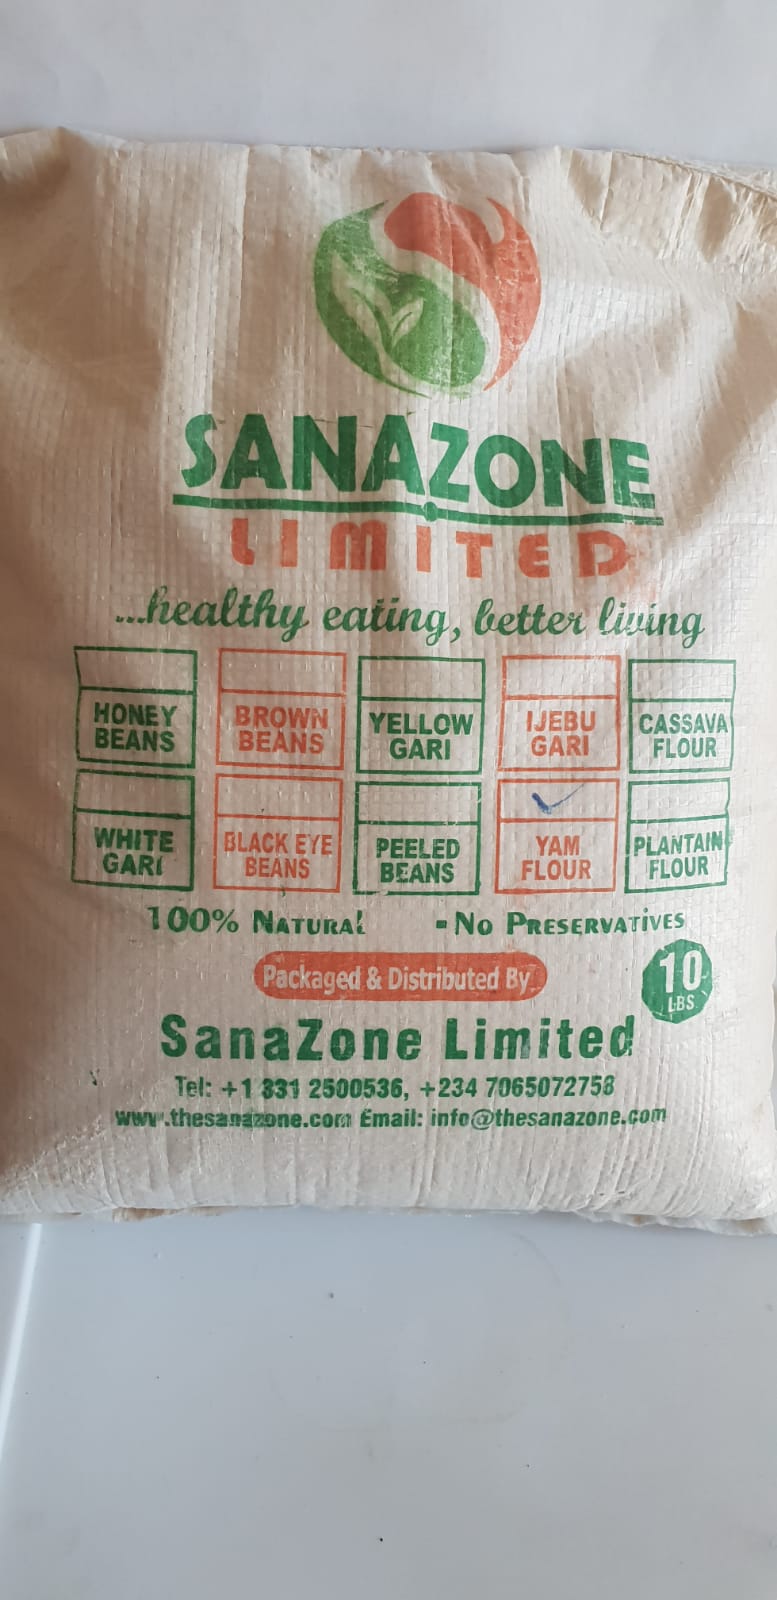 SANAZONE
LIMITED
...healthy eating, better living
HONEY BEANS
BROWN BEANS
YELLOW GARI
IJEBU GARI
CASSAVA FLOUR
WHITE GARI
BLACK EYE BEANS
PEELED BEANS
YAM FLOUR
PLANTAIN FLOUR
100% NATURAL - NO PRESERVATIVES
Packaged & Distributed By
10 LBS
SanaZone Limited
Tel: +1 331 2500536, +234 7065072758
www.thesanazone.com Email: info@thesanazone.com